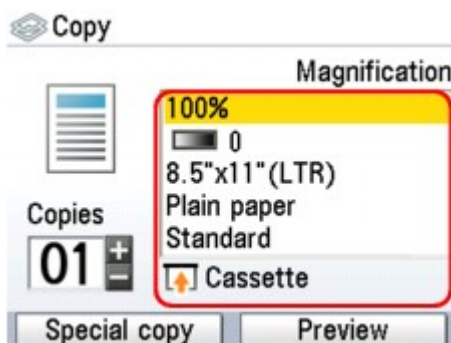 Copy
Magnification
100%
0
8.5"x11"(LTR)
Plain paper
Standard
Copies
01 + -
Cassette
Special copy
Preview